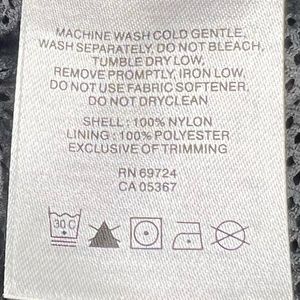 MACHINE WASH COLD GENTLE,
WASH SEPARATELY, DO NOT BLEACH,
TUMBLE DRY LOW,
REMOVE PROMPTLY, IRON LOW,
DO NOT USE FABRIC SOFTENER,
DO NOT DRYCLEAN
SHELL : 100% NYLON
LINING : 100% POLYESTER
EXCLUSIVE OF TRIMMING
RN 69724
CA 05367
30 C